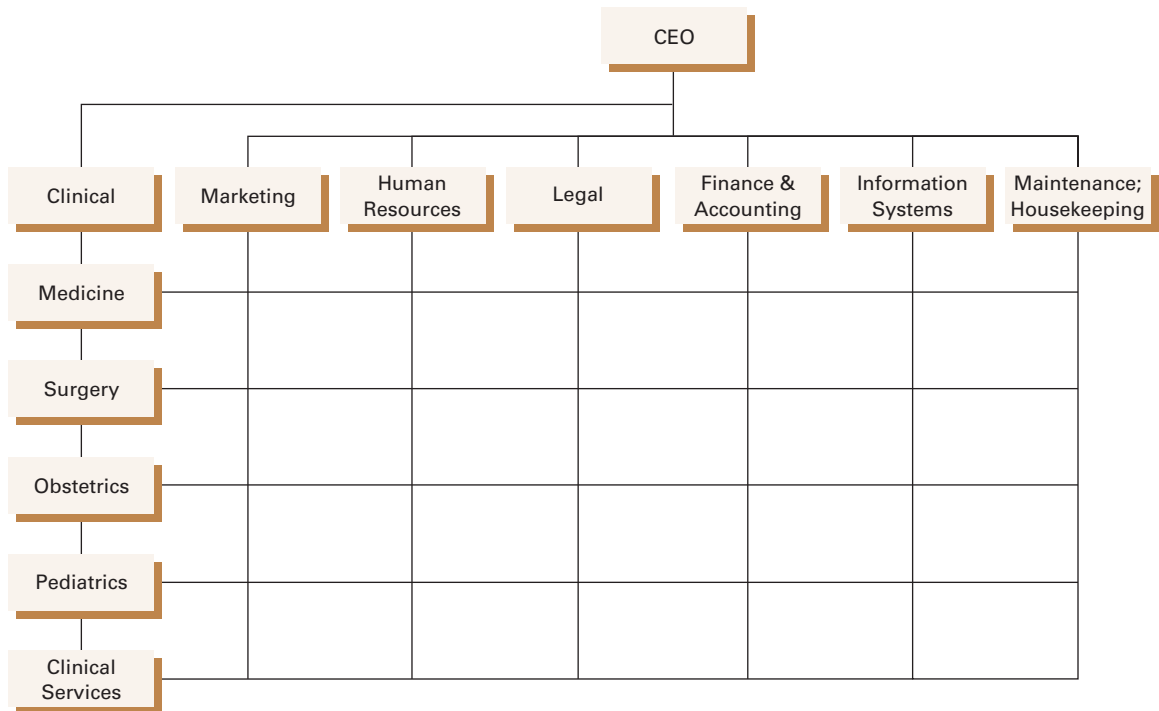 CEO
Clinical
Marketing
Human
Resources
Legal
Finance &
Accounting
Information
Systems
Maintenance;
Housekeeping
Medicine
Surgery
Obstetrics
Pediatrics
Clinical
Services